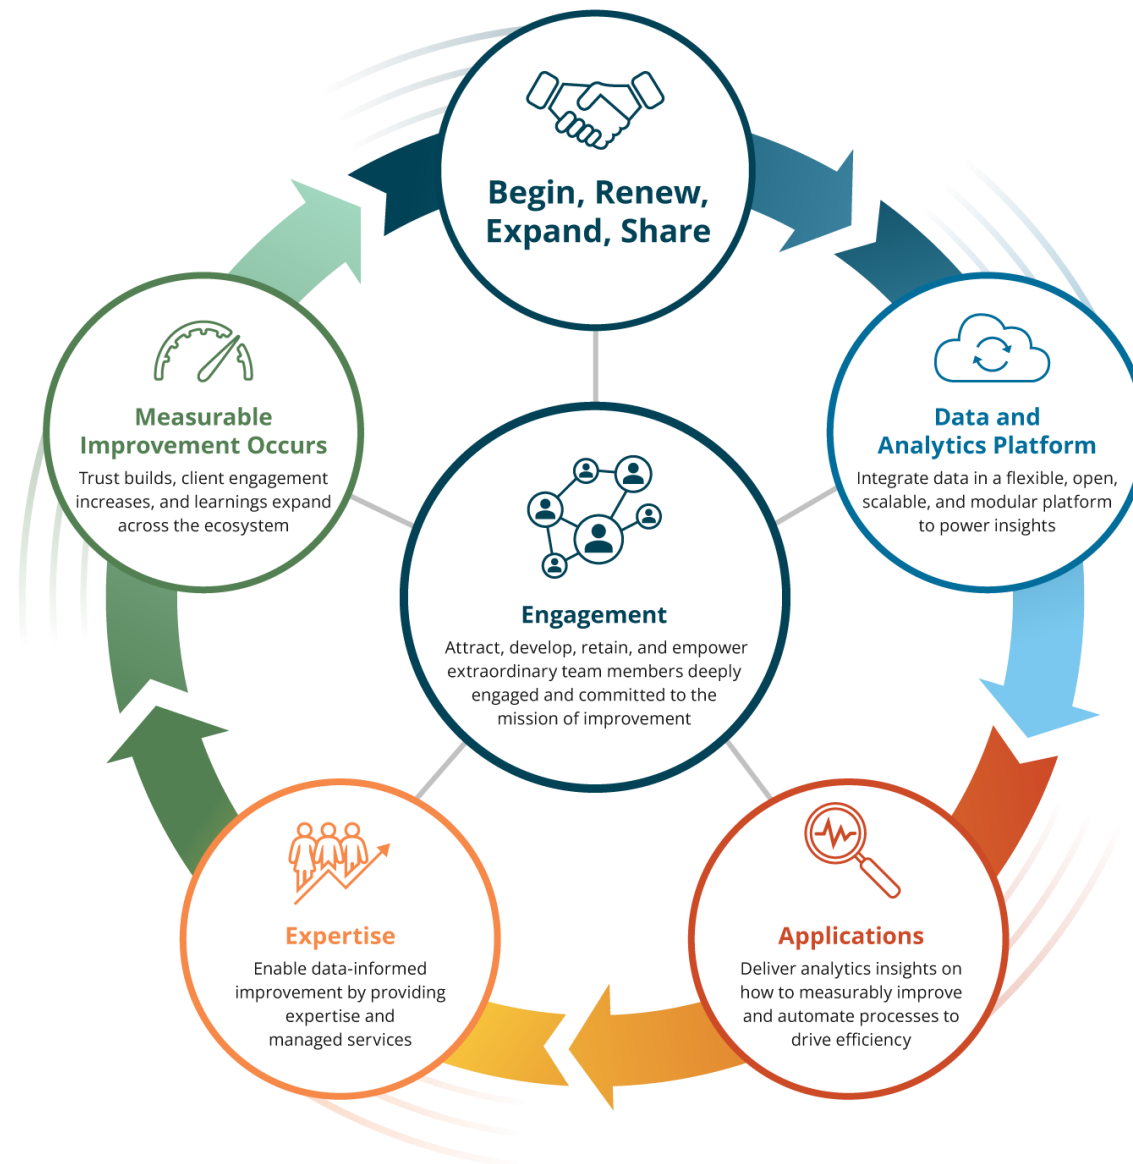 Begin, Renew,
Expand, Share
Data and
Analytics Platform
Integrate data in a flexible, open,
scalable, and modular platform
to power insights
Applications
Deliver analytics insights on
how to measurably improve
and automate processes to
drive efficiency
Expertise
Enable data-informed
improvement by providing
expertise and
managed services
Measurable
Improvement Occurs
Trust builds, client engagement
increases, and learnings expand
across the ecosystem
Engagement
Attract, develop, retain, and empower
extraordinary team members deeply
engaged and committed to the
mission of improvement